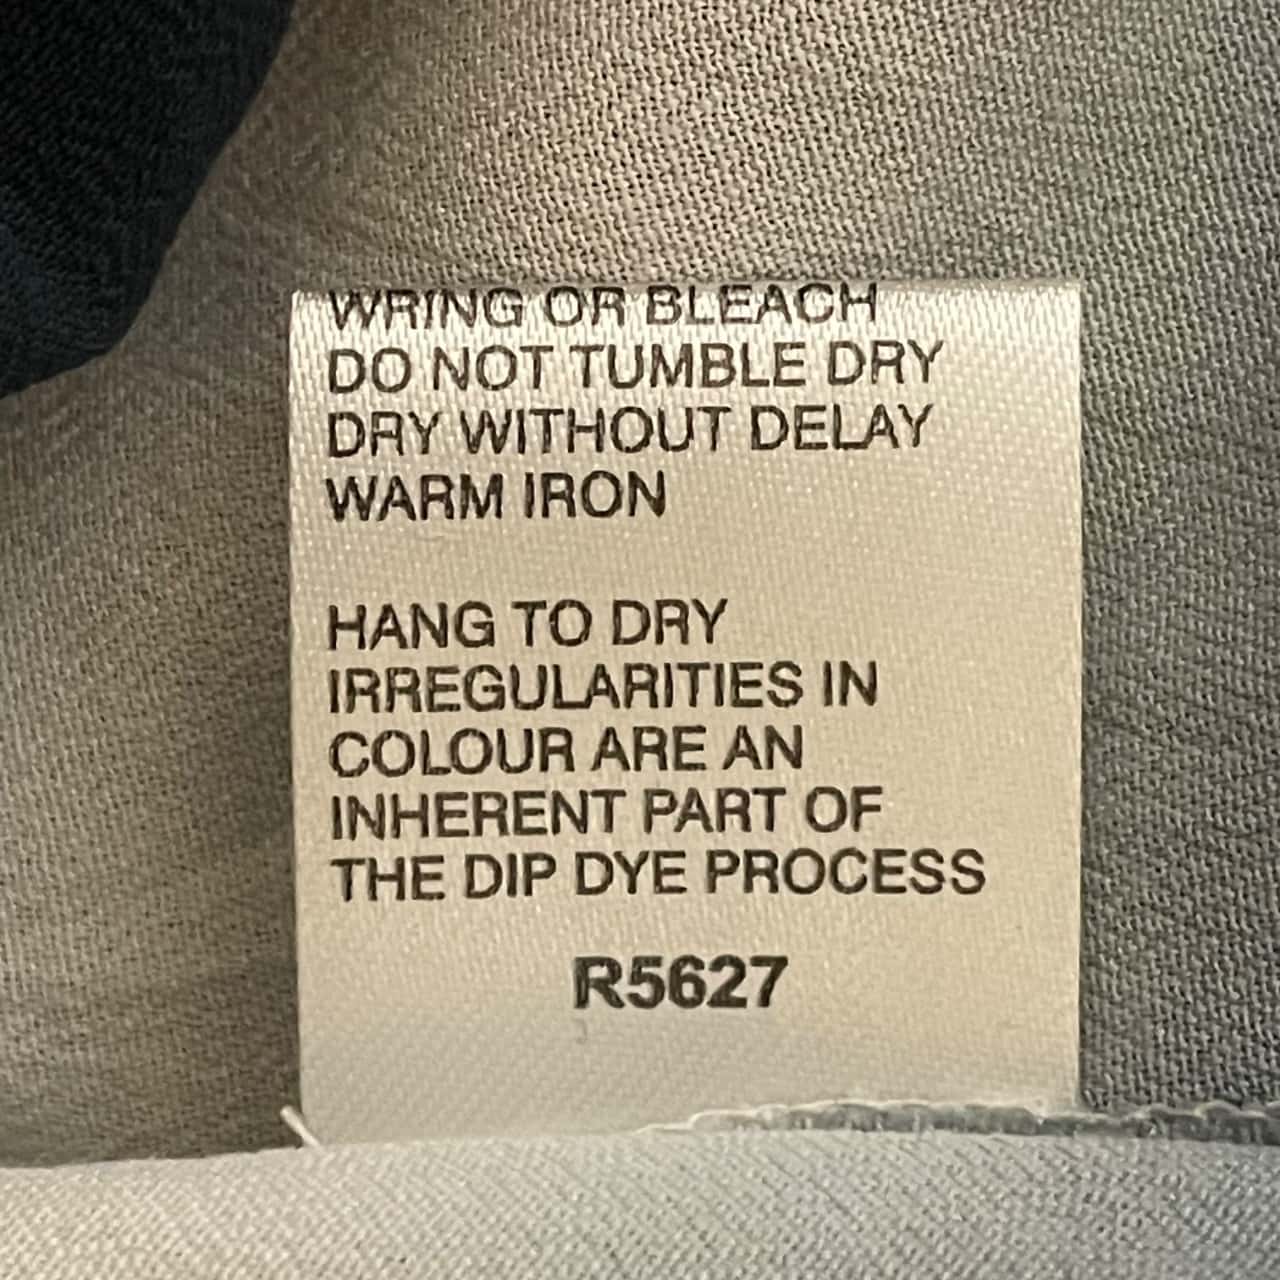 WRING OR BLEACH
DO NOT TUMBLE DRY
DRY WITHOUT DELAY
WARM IRON
HANG TO DRY
IRREGULARITIES IN
COLOUR ARE AN
INHERENT PART OF
THE DIP DYE PROCESS
R5627